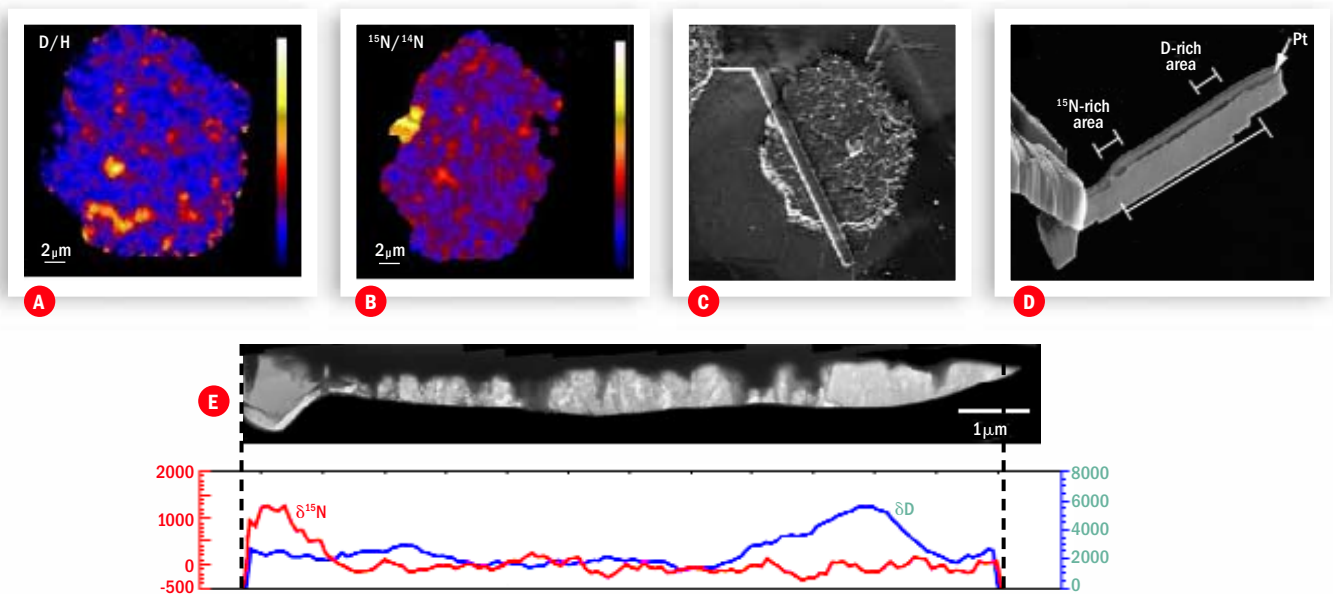 D/H
2μm
A
¹⁵N/¹⁴N
2μm
B
C
D-rich
area
Pt
¹⁵N-rich
area
D
E
1μm
2000
1000
0
-500
δ¹⁵N
δD
8000
6000
4000
2000
0